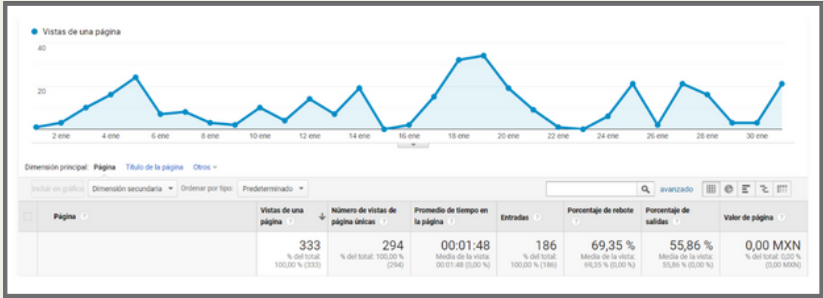 Vistas de una página
40
20
2 ene 4 ene 6 ene 8 ene 10 ene 12 ene 14 ene 16 ene 18 ene 20 ene 22 ene 24 ene 26 ene 28 ene 30 ene
Dimensión principal: Página Título de la página Otros
Incluir en gráfico Dimensión secundaria Ordenar por tipo: Predeterminado avanzado
Página ? Vistas de una página ? Número de vistas de página únicas ? Promedio de tiempo en la página ? Entradas ? Porcentaje de rebote ? Porcentaje de salidas ? Valor de página ?
333 294 00:01:48 186 69,35 % 55,86 % 0,00 MXN
% del total: 100,00 % (333) % del total: 100,00 % (294) Media de la vista: 00:01:48 (0,00 %) % del total: 100,00 % (186) Media de la vista: 69,35 % (0,00 %) Media de la vista: 55,86 % (0,00 %) % del total: 0,00 % (0,00 MXN)